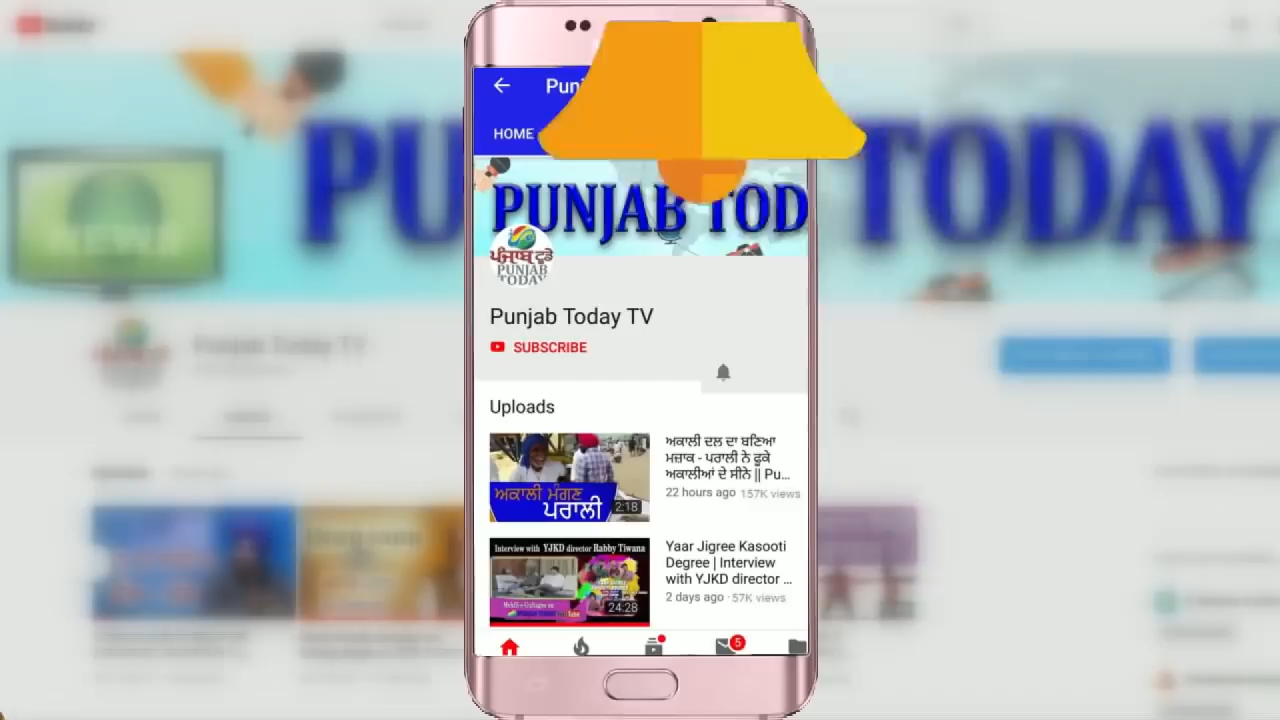 PU
TODAY
Punj
HOME
PUNJAB TOD
ਪੰਜਾਬ ਟੂਡੇ
PUNJAB
TODAY
Punjab Today TV
SUBSCRIBE
Uploads
ਅਕਾਲੀ ਮੰਗਣ
ਪਰਾਲੀ
2:18
ਅਕਾਲੀ ਦਲ ਦਾ ਬਣਿਆ
ਮਜ਼ਾਕ - ਪਰਾਲੀ ਨੇ ਫੂਕੇ
ਅਕਾਲੀਆਂ ਦੇ ਸੀਨੇ || Pu...
22 hours ago 157K views
Interview with YJKD director Rabby Tiwana
24:28
Yaar Jigree Kasooti
Degree | Interview
with YJKD director ...
2 days ago · 57K views
5